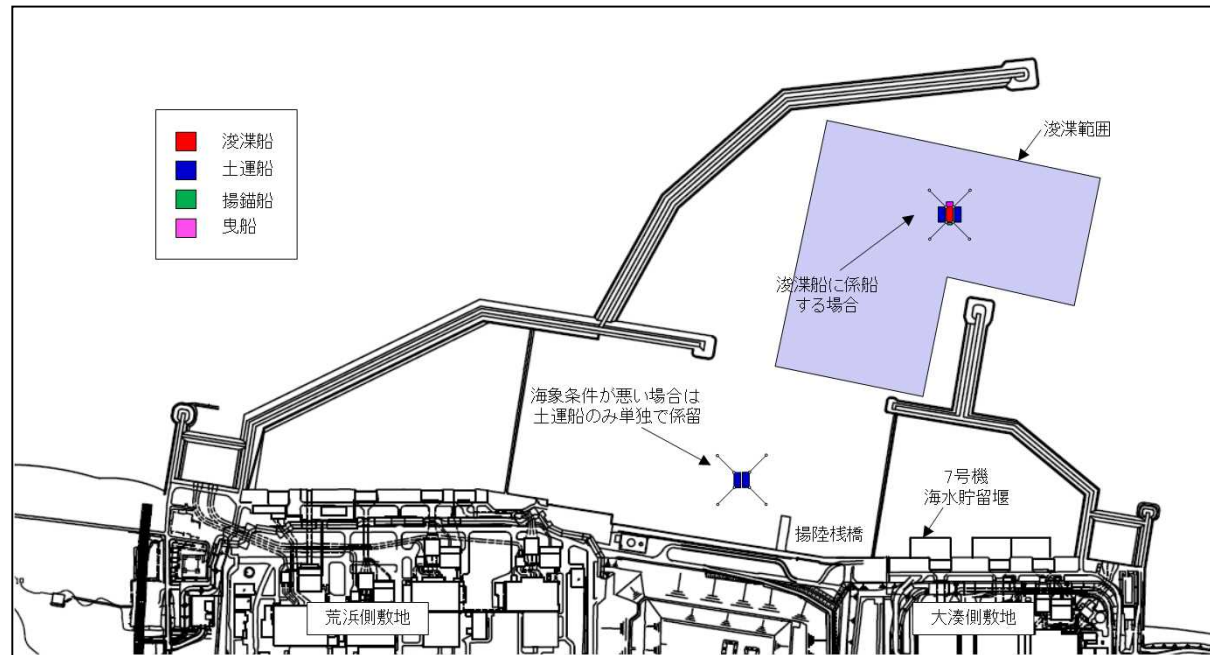 浚渫船
土運船
揚錨船
曳船
浚渫範囲
浚渫船に係船
する場合
海象条件が悪い場合は
土運船のみ単独で係留
7号機
海水貯留堰
揚陸桟橋
荒浜側敷地
大湊側敷地